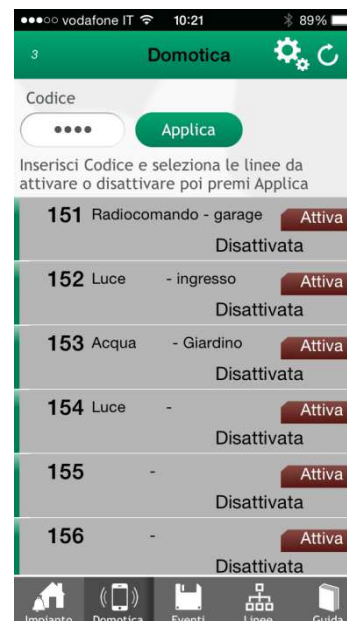 vodafone IT 10:21 89%
3 Domotica
Codice
•••• Applica
Inserisci Codice e seleziona le linee da
attivare o disattivare poi premi Applica
151 Radiocomando - garage Attiva
Disattivata
152 Luce - ingresso Attiva
Disattivata
153 Acqua - Giardino Attiva
Disattivata
154 Luce - Attiva
Disattivata
155 - Attiva
Disattivata
156 - Attiva
Disattivata
Impianto Domotica Eventi Linee Guida